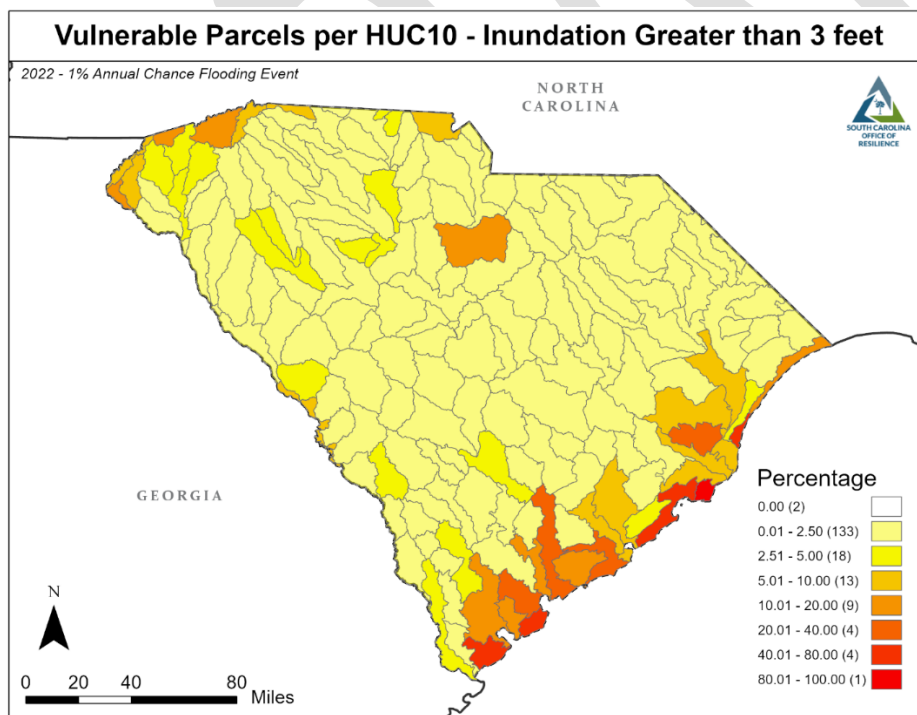 Vulnerable Parcels per HUC10 - Inundation Greater than 3 feet
2022 - 1% Annual Chance Flooding Event
NORTH
CAROLINA
SOUTH CAROLINA
OFFICE OF
RESILIENCE
GEORGIA
Percentage
0.00 (2)
0.01 - 2.50 (133)
2.51 - 5.00 (18)
5.01 - 10.00 (13)
10.01 - 20.00 (9)
20.01 - 40.00 (4)
40.01 - 80.00 (4)
80.01 - 100.00 (1)
N
0 20 40 80
Miles